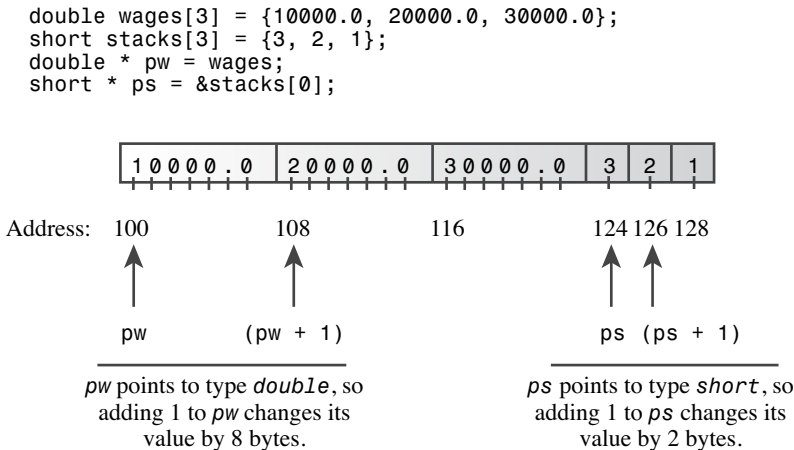 double wages[3] = {10000.0, 20000.0, 30000.0};
short stacks[3] = {3, 2, 1};
double * pw = wages;
short * ps = &stacks[0];
10000.0 20000.0 30000.0 3 2 1
Address: 100 108 116 124 126 128
pw (pw + 1) ps (ps + 1)
pw points to type double, so
adding 1 to pw changes its
value by 8 bytes.
ps points to type short, so
adding 1 to ps changes its
value by 2 bytes.